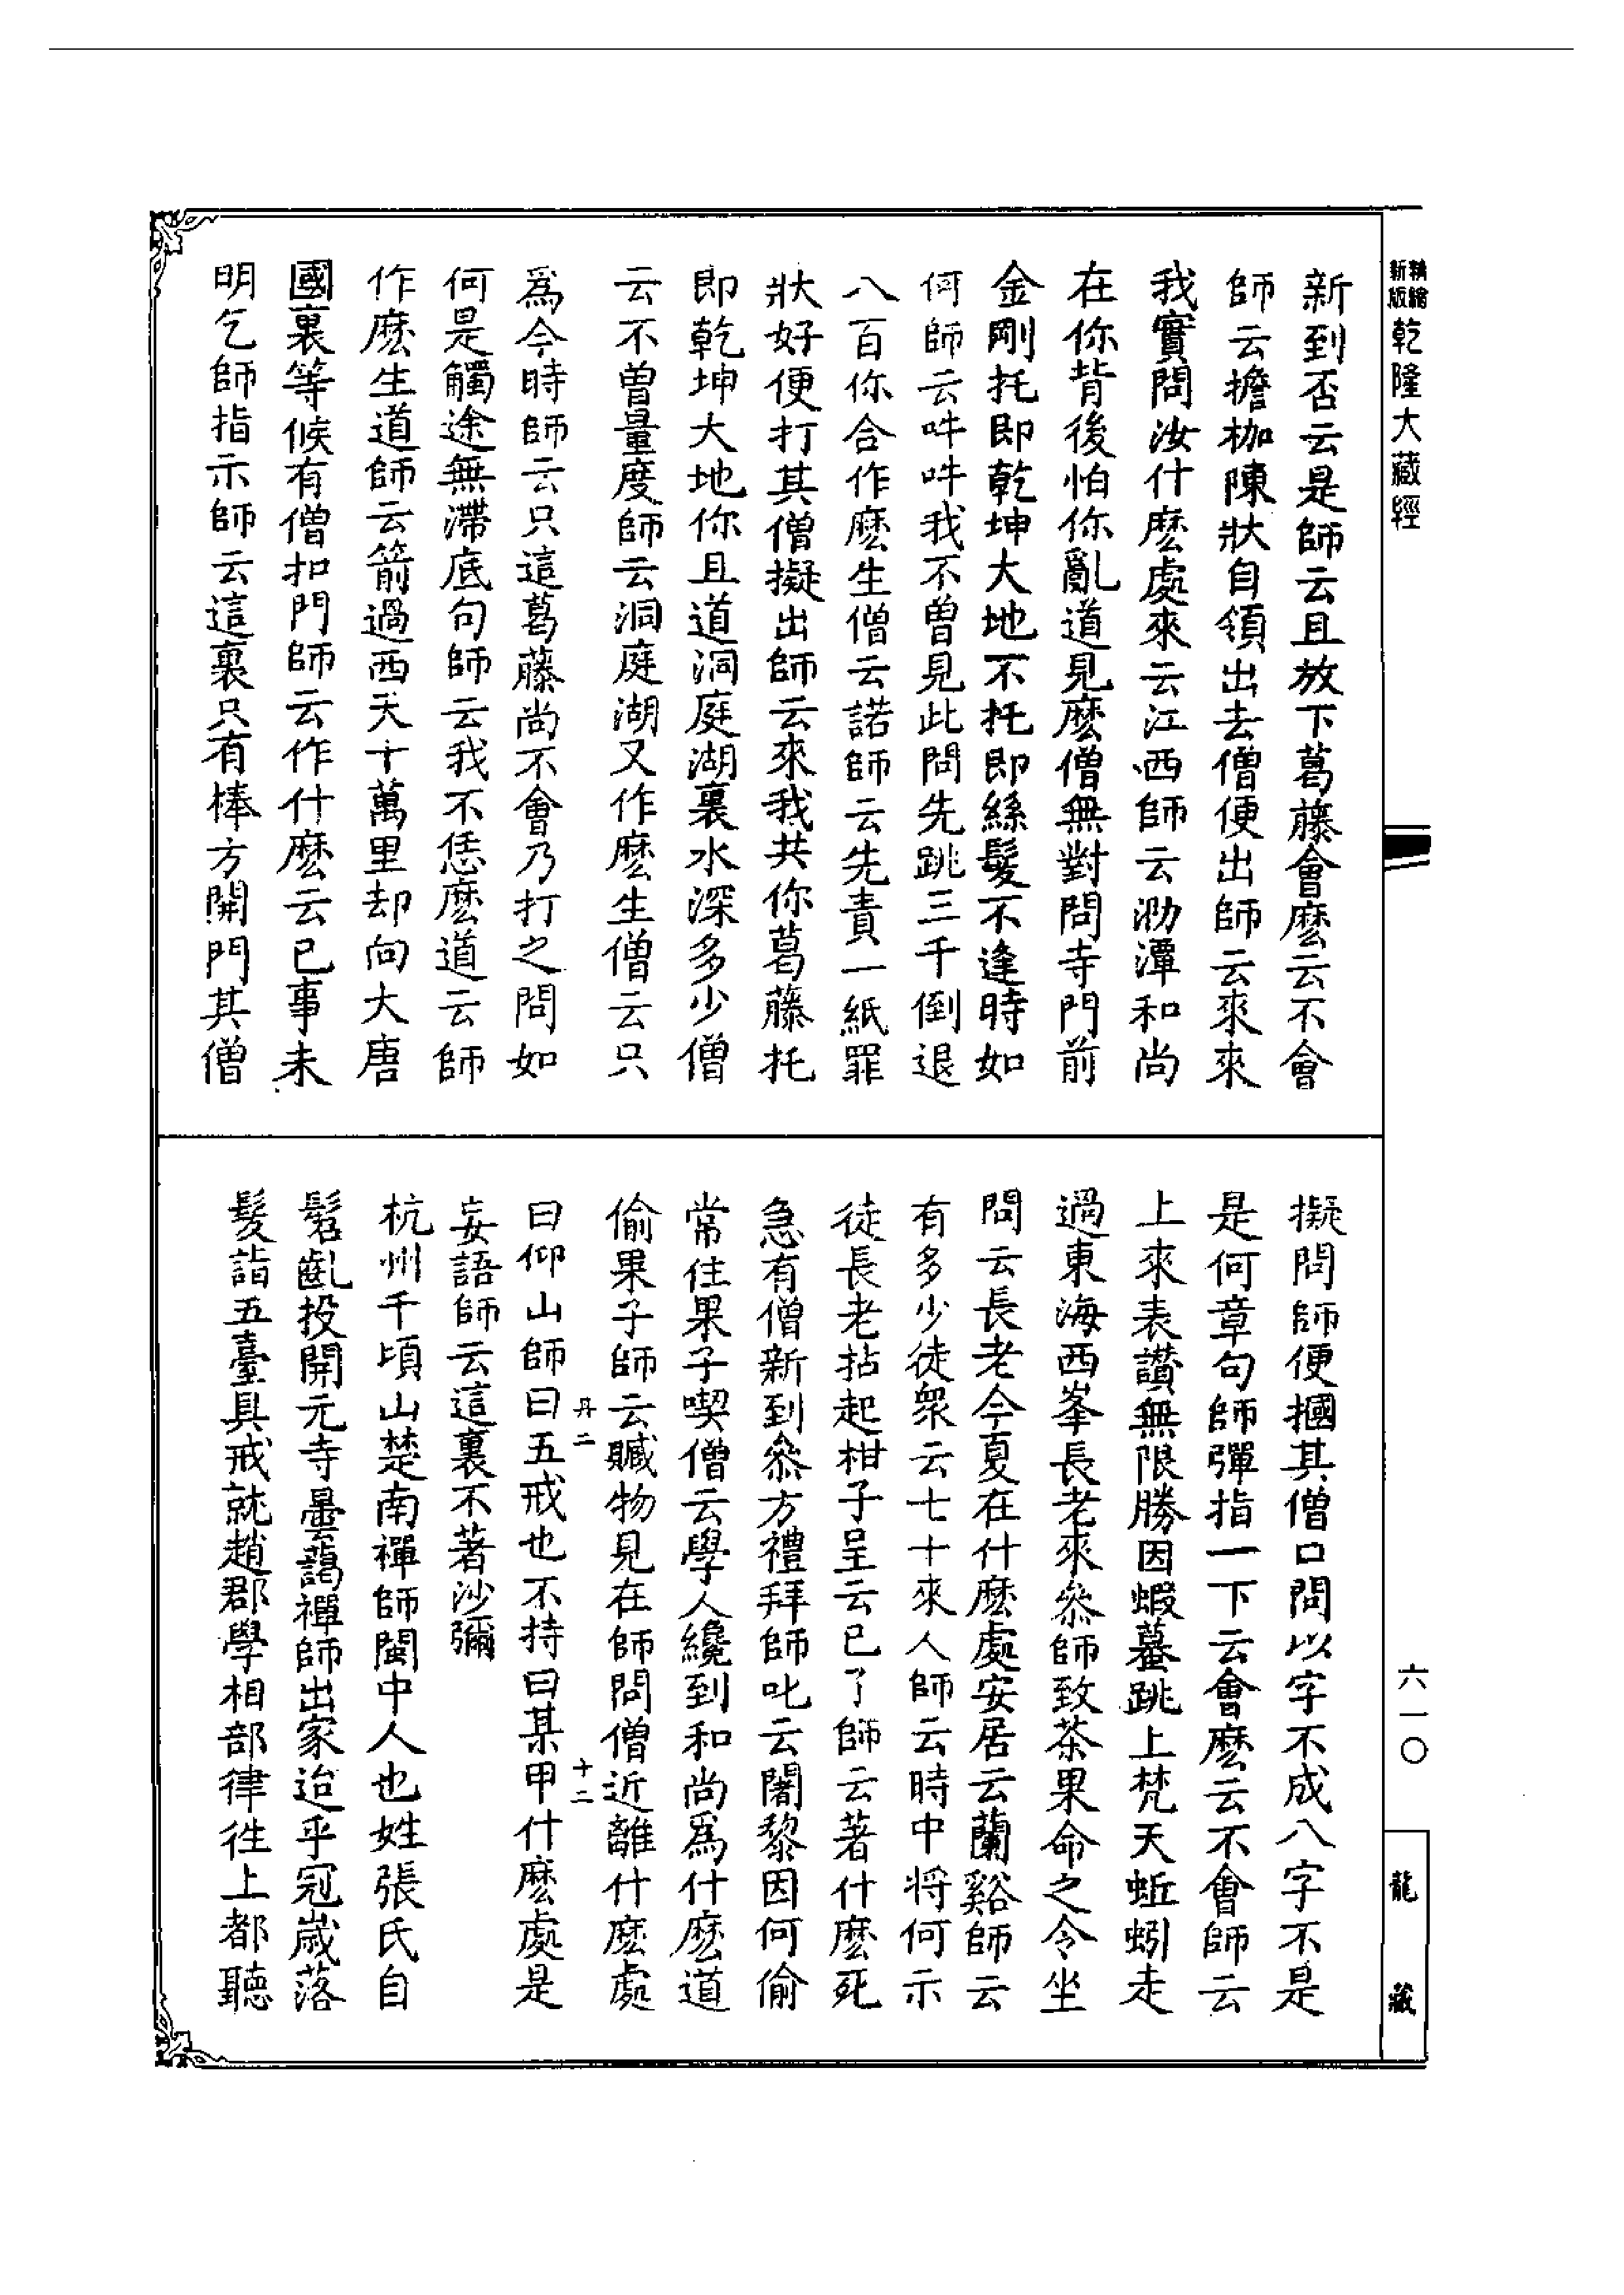 精繪
新版
乾隆大藏經
新到否云是師云且放下葛藤會麼云不會
師云擔枷陳狀自領出去僧便出師云來來
我實問汝什麼處來云江西師云泐潭和尚
在你背後怕你亂道見麼僧無對問寺門前
金剛托即乾坤大地不托即絲髮不逢時如
何師云吽吽我不曾見此問先跳三千倒退
八百你合作麼生僧云諾師云先責一紙罪
狀好便打其僧擬出師云來我共你葛藤托
即乾坤大地你且道洞庭湖裏水深多少僧
云不曾量度師云洞庭湖又作麼生僧云只
為今時師云只這葛藤尚不會乃打之問如
何是觸途無滯底句師云我不恁麼道云師
作麼生道師云箭過西天十萬里却向大唐
國裏等候有僧扣門師云作什麼云已事未
明乞師指示師云這裏只有棒方開門其僧
擬問師便摑其僧口問以字不成八字不是
是何章句師彈指一下云會麼云不會師云
上來表讚無限勝因蝦蟇跳上梵天蚯蚓走
過東海西峯長老來叅師致茶果命之令坐
問云長老今夏在什麼處安居云蘭谿師云
有多少徒衆云七十來人師云時中將何示
徒長老拈起柑子呈云已了師云著什麼死
急有僧新到叅方禮拜師叱云闍黎因何偷
常住果子喫僧云學人纔到和尚爲什麼道
偷果子師云贓物見在師問僧近離什麼處
曰仰山師曰五戒也不持曰某甲什麼處是
妄語師云這裏不著沙彌
杭州千頃山楚南禪師閩中人也姓張氏自
髫齓投開元寺曇藹禪師出家迨乎冠歲落
髮詣五臺具戒就趙郡學相部律徃上都聽
丹二
十二
六一〇
龍藏